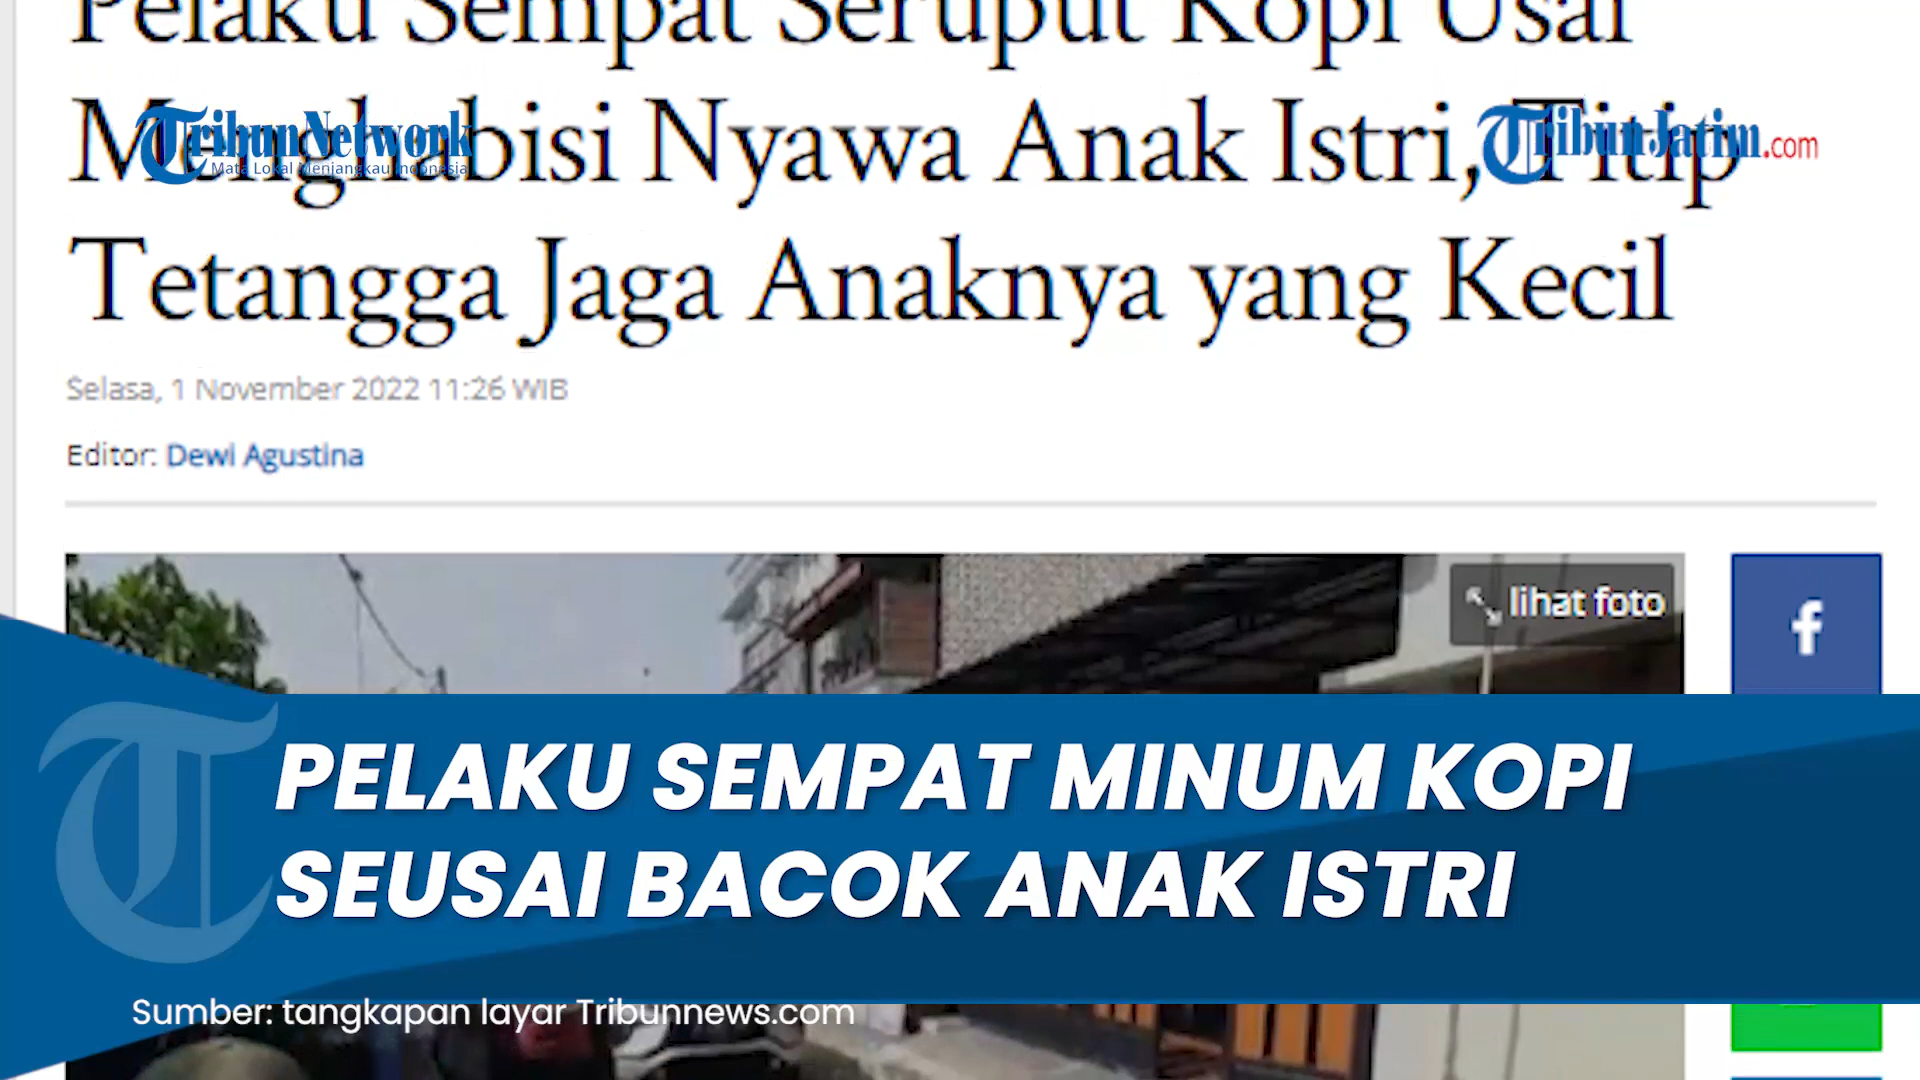 Pelaku Sempat Seruput Kopi Usai
TribunNetwork
Mata Lokal Menjangkau Indonesia
TribunJatim.com
Menghabisi Nyawa Anak Istri, Titip
Tetangga Jaga Anaknya yang Kecil
Selasa, 1 November 2022 11:26 WIB
Editor: Dewi Agustina
lihat foto
f
PELAKU SEMPAT MINUM KOPI
SEUSAI BACOK ANAK ISTRI
Sumber: tangkapan layar Tribunnews.com